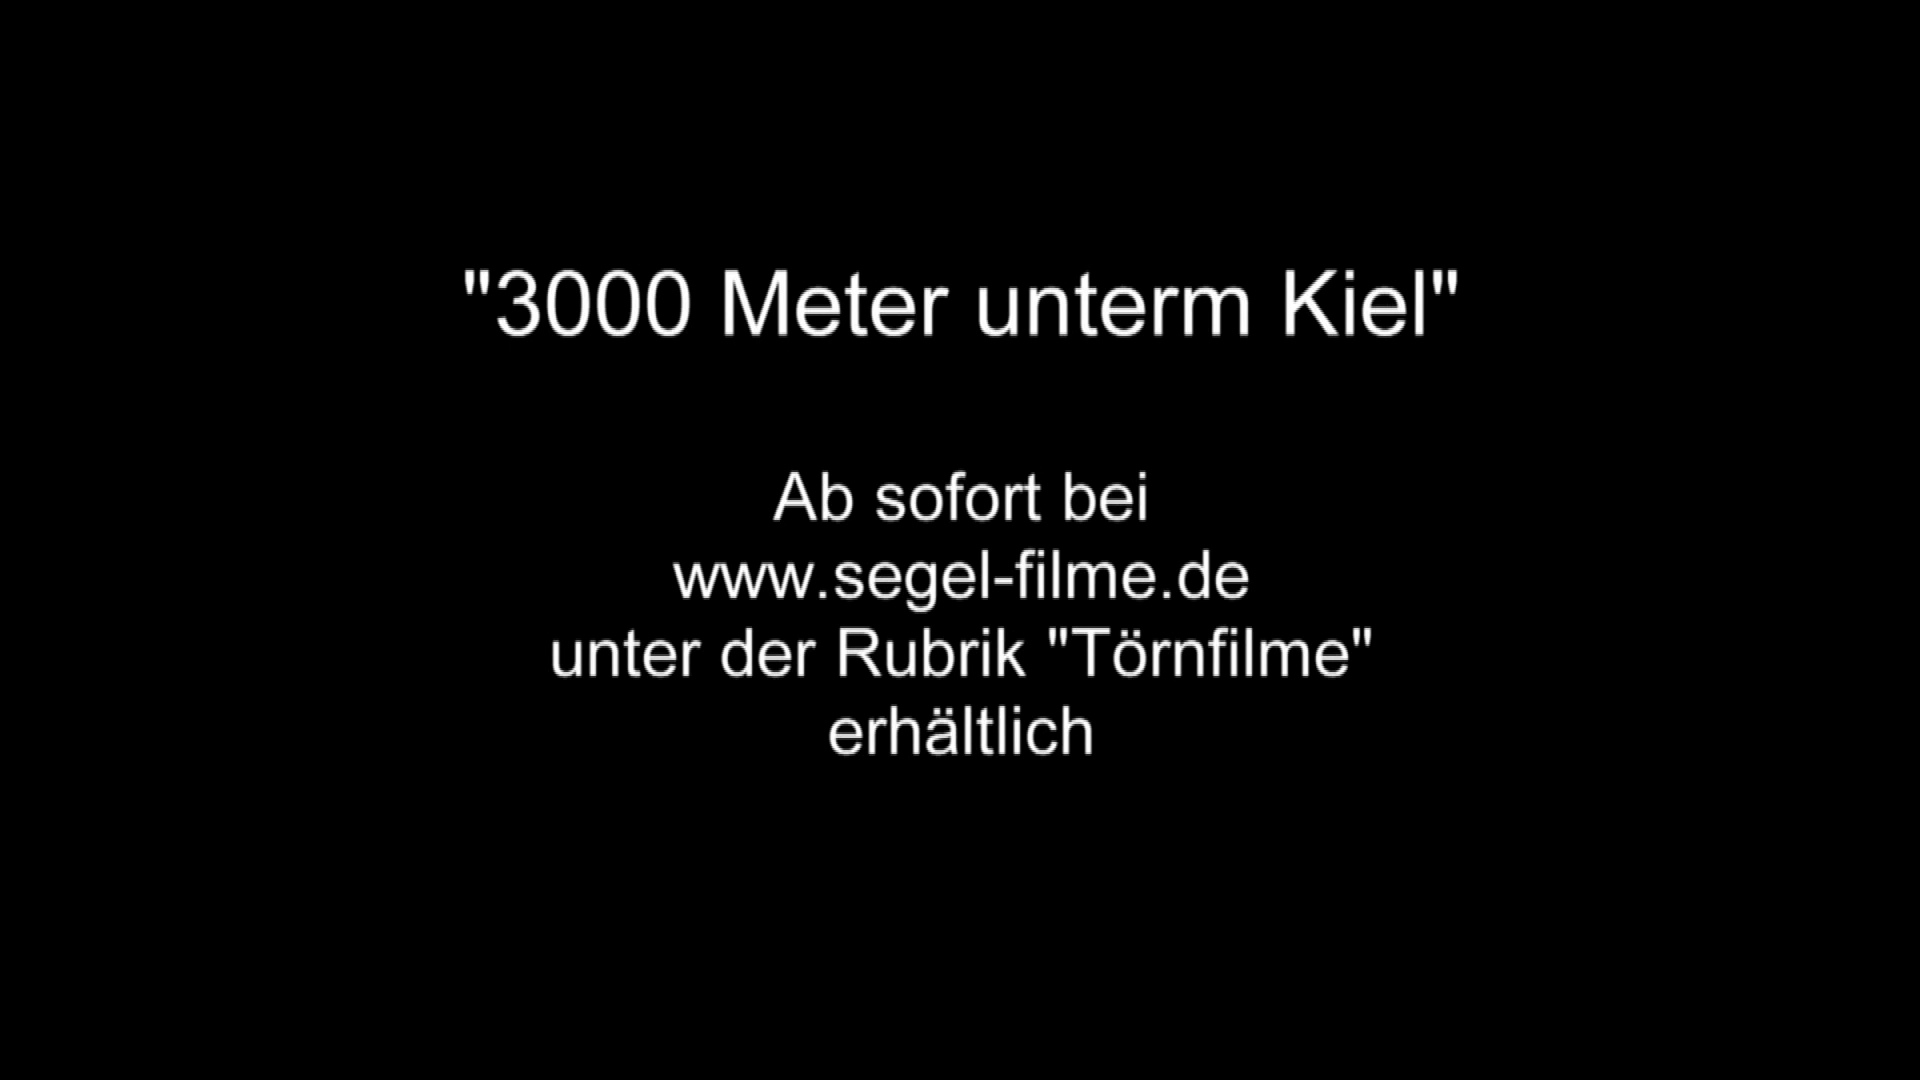 "3000 Meter unterm Kiel"
Ab sofort bei
www.segel-filme.de
unter der Rubrik "Törnfilme"
erhältlich